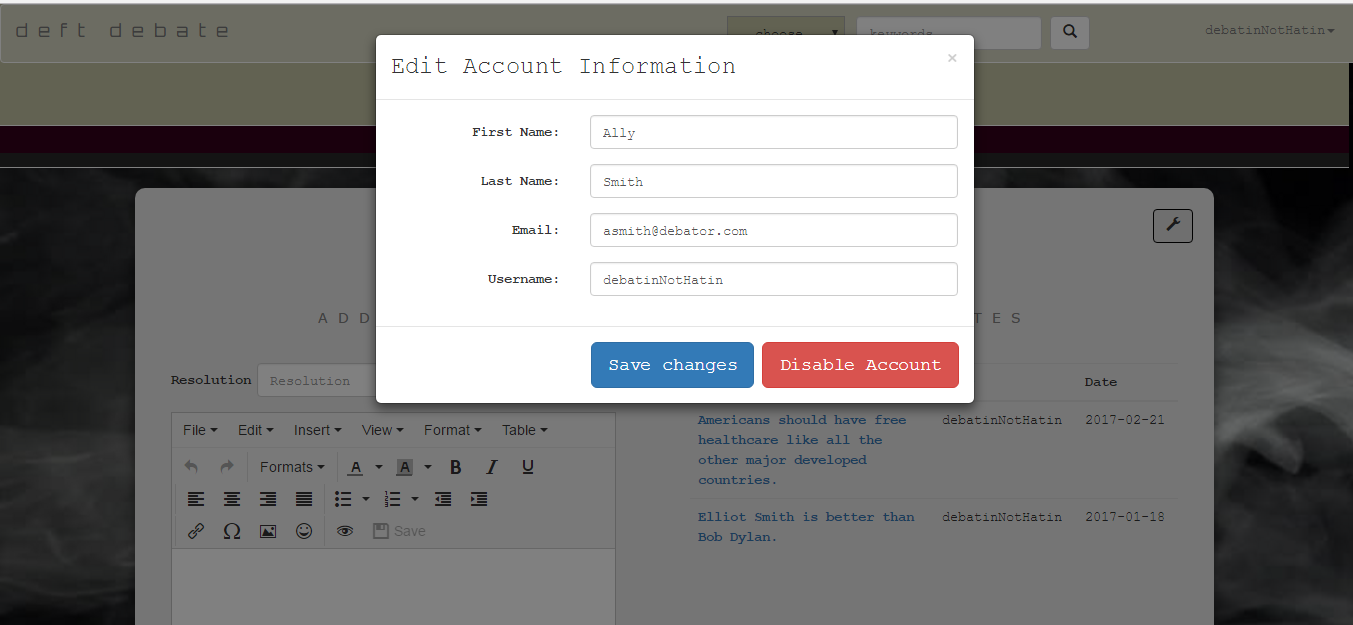 deft debate
choose
keywords
debatinNotHatin
Edit Account Information
×
First Name:
Ally
Last Name:
Smith
Email:
asmith@debator.com
Username:
debatinNotHatin
Save changes
Disable Account
ADD
TES
Resolution
Resolution
File
Edit
Insert
View
Format
Table
Formats
A
A
B
I
U
Save
Date
Americans should have free
healthcare like all the
other major developed
countries.
debatinNotHatin
2017-02-21
Elliot Smith is better than
Bob Dylan.
debatinNotHatin
2017-01-18